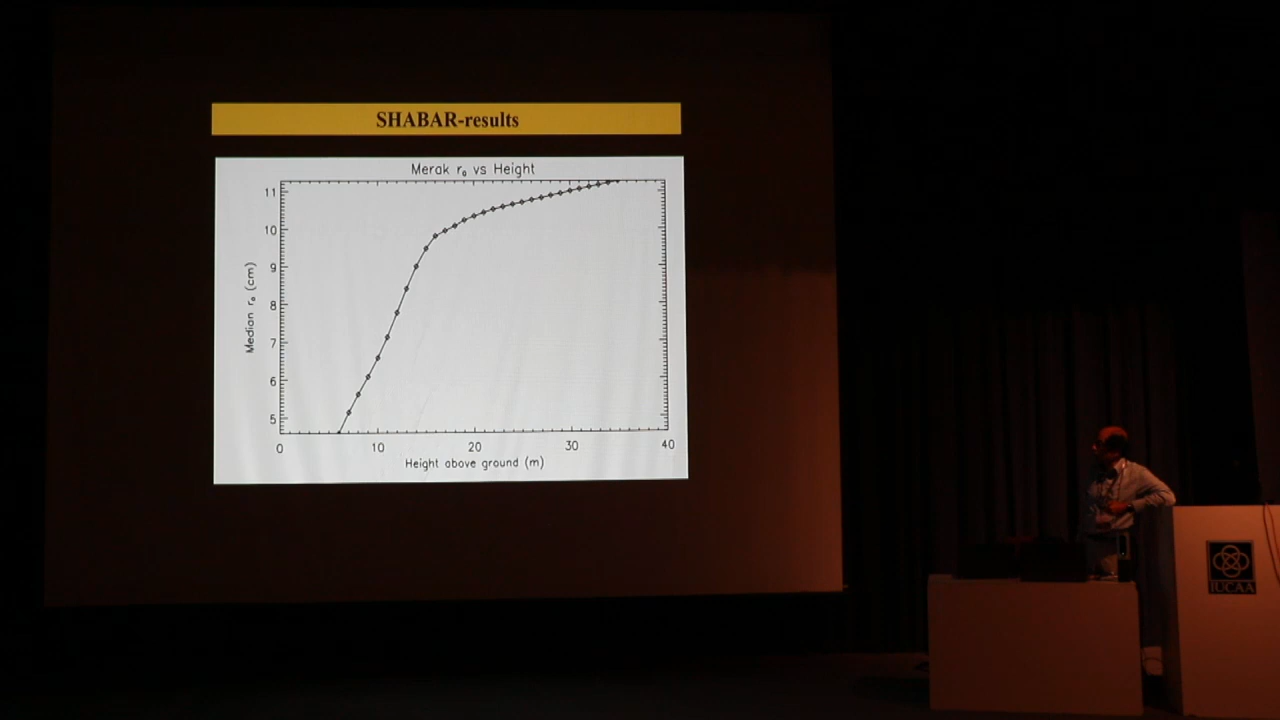 SHABAR-results
Merak r₀ vs Height
Median r₀ (cm)
11
10
9
8
7
6
5
0 10 20 30 40
Height above ground (m)
IUCAA